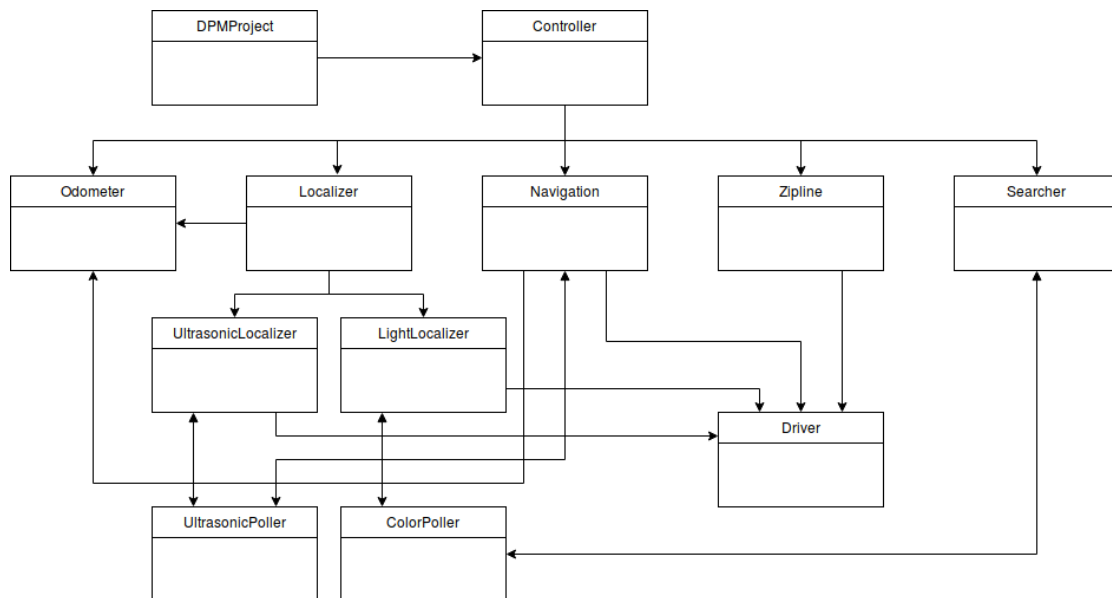 DPMProject
Controller
Odometer
Localizer
Navigation
Zipline
Searcher
UltrasonicLocalizer
LightLocalizer
Driver
UltrasonicPoller
ColorPoller